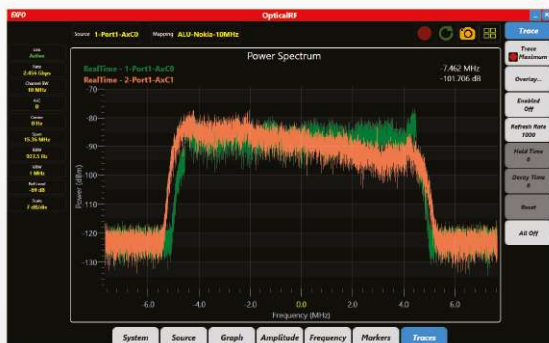 EXFO
OpticalRF
Source 1-Port1-AxC0 Mapping ALU-Nokia-10MHz
Link
Active
Rate
2.456 Gbps
Channel BW
10 MHz
AxC
0
Center
0 Hz
Span
15.36 MHz
RBW
937.5 Hz
VBW
1 MHz
Ref Level
-69 dB
Scale
7 dB/div
Power Spectrum
RealTime - 1-Port1-AxC0
RealTime - 2-Port1-AxC1
-7.462 MHz
-101.706 dB
Power (dBm)
-70
-80
-90
-100
-110
-120
-130
-6.0 -4.0 -2.0 0.0 2.0 4.0 6.0
Frequency (MHz)
Trace
Trace
Maximum
Overlay...
Enabled
Off
Refresh Rate
1000
Hold Time
0
Decay Time
0
Reset
All Off
System Source Graph Amplitude Frequency Markers Traces